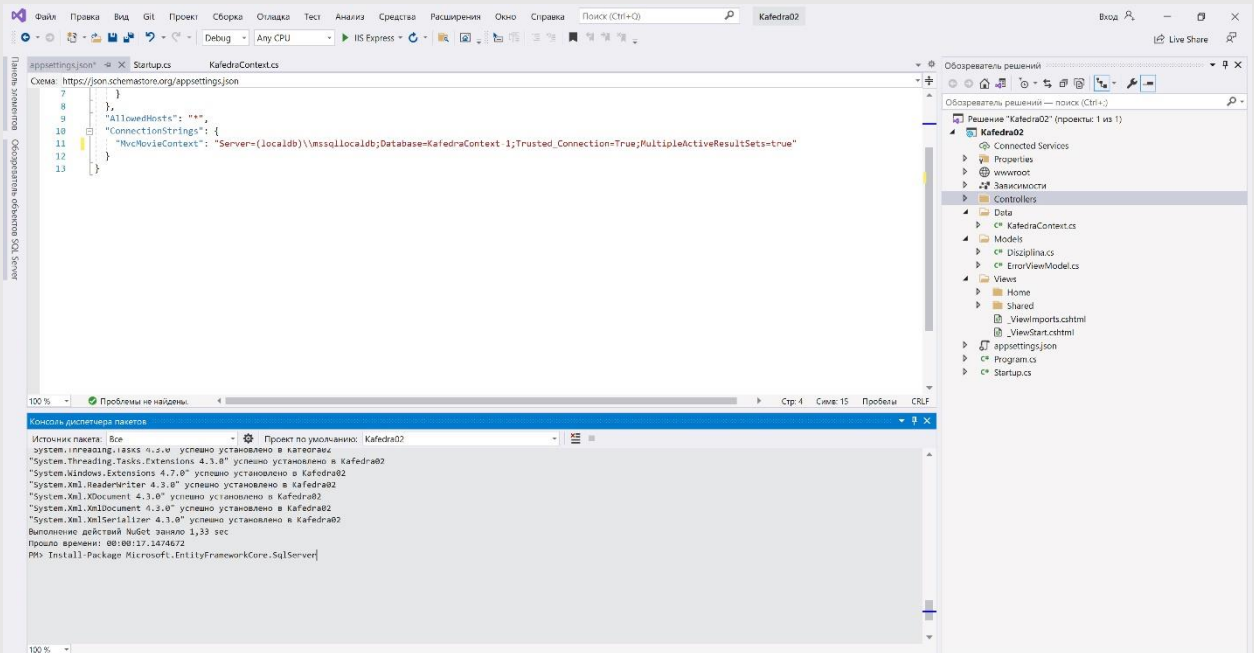 Файл Правка Вид Git Проект Сборка Отладка Тест Анализ Средства Расширения Окно Справка Поиск (Ctrl+Q) Kafedra02 Вход
Debug Any CPU IIS Express Live Share
Панель элементов
Обозреватель объектов SQL Server
appsettings.json* Startup.cs KafedraContext.cs
Схема: https://json.schemastore.org/appsettings.json
7 }
8 },
9 "AllowedHosts": "*",
10 "ConnectionStrings": {
11 "MvcMovieContext": "Server=(localdb)\\mssqllocaldb;Database=KafedraContext-1;Trusted_Connection=True;MultipleActiveResultSets=true"
12 }
13 }
100 % Проблемы не найдены. Стр: 4 Симв: 15 Пробелы CRLF
Консоль диспетчера пакетов
Источник пакета: Все Проект по умолчанию: Kafedra02
"System.Threading.Tasks 4.3.0" успешно установлено в Kafedra02
"System.Threading.Tasks.Extensions 4.3.0" успешно установлено в Kafedra02
"System.Windows.Extensions 4.7.0" успешно установлено в Kafedra02
"System.Xml.ReaderWriter 4.3.0" успешно установлено в Kafedra02
"System.Xml.XDocument 4.3.0" успешно установлено в Kafedra02
"System.Xml.XmlDocument 4.3.0" успешно установлено в Kafedra02
"System.Xml.XmlSerializer 4.3.0" успешно установлено в Kafedra02
Выполнение действий NuGet заняло 1,33 sec
Прошло времени: 00:00:17.1474672
PM> Install-Package Microsoft.EntityFrameworkCore.SqlServer
100 %
Обозреватель решений
Обозреватель решений — поиск (Ctrl+;)
Решение "Kafedra02" (проекты: 1 из 1)
Kafedra02
Connected Services
Properties
wwwroot
Зависимости
Controllers
Data
C# KafedraContext.cs
Models
C# Disziplina.cs
C# ErrorViewModel.cs
Views
Home
Shared
_ViewImports.cshtml
_ViewStart.cshtml
appsettings.json
C# Program.cs
C# Startup.cs